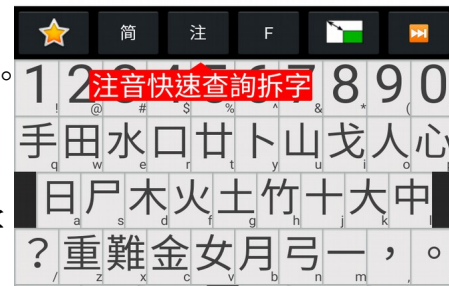 简 注 F
注音快速查詢拆字
1 2 8 9 0
! @ # $ % ^ & * (
手 田 水 口 廿 卜 山 戈 人 心
q w e r t y u i o
日 尸 木 火 土 竹 十 大 中
a s d f g h j k l
? 重 難 金 女 月 弓 一 , 。
/ z x c v b n m .